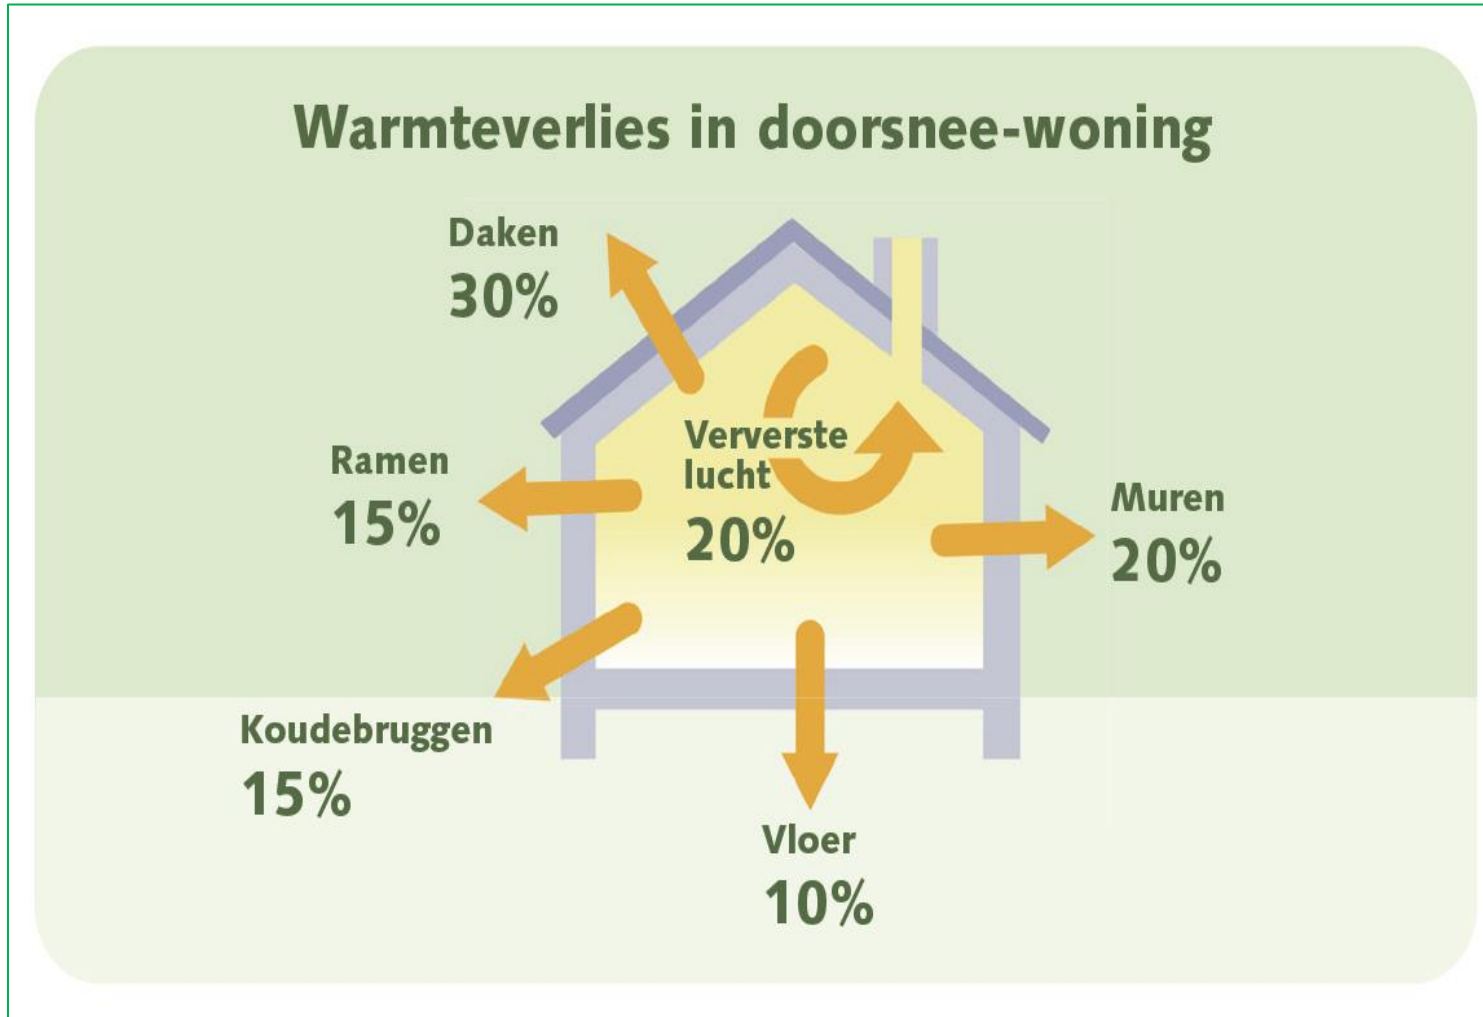 Warmteverlies in doorsnee-woning
Daken
30%
Ramen
15%
Ververste
lucht
20%
Muren
20%
Koudebruggen
15%
Vloer
10%